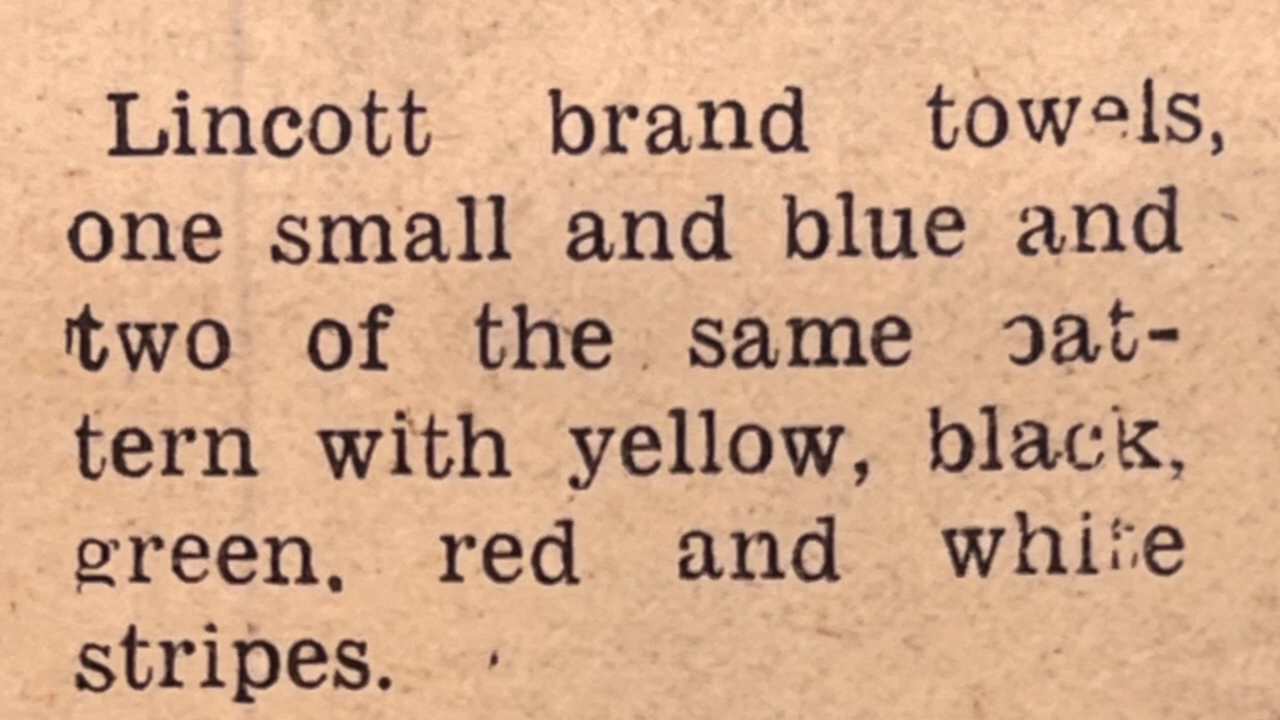 Lincott brand towels,
one small and blue and
two of the same pat-
tern with yellow, black,
green. red and white
stripes.